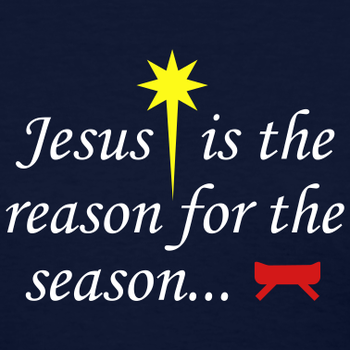 Jesus is the
reason for the
season...